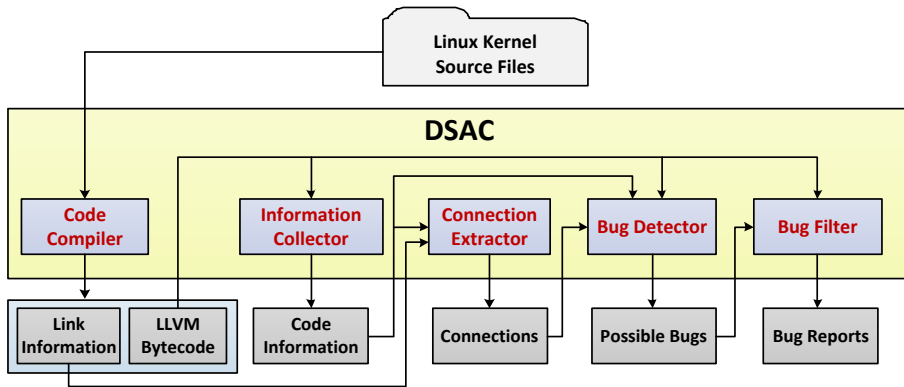 Linux Kernel
Source Files
DSAC
Code
Compiler
Information
Collector
Connection
Extractor
Bug Detector
Bug Filter
Link
Information
LLVM
Bytecode
Code
Information
Connections
Possible Bugs
Bug Reports